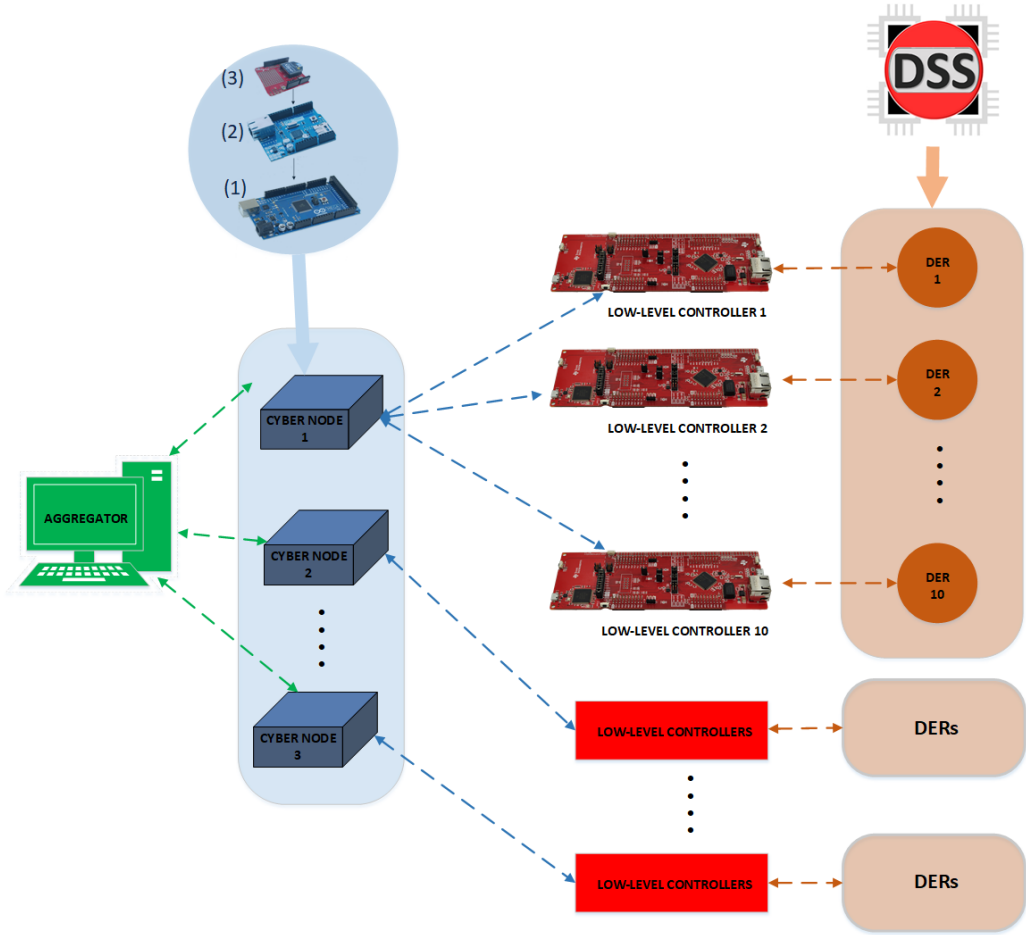 (3)
(2)
(1)
DSS
DER
1
LOW-LEVEL CONTROLLER 1
DER
2
CYBER NODE
1
LOW-LEVEL CONTROLLER 2
AGGREGATOR
CYBER NODE
2
DER
10
LOW-LEVEL CONTROLLER 10
CYBER NODE
3
LOW-LEVEL CONTROLLERS
DERs
LOW-LEVEL CONTROLLERS
DERs